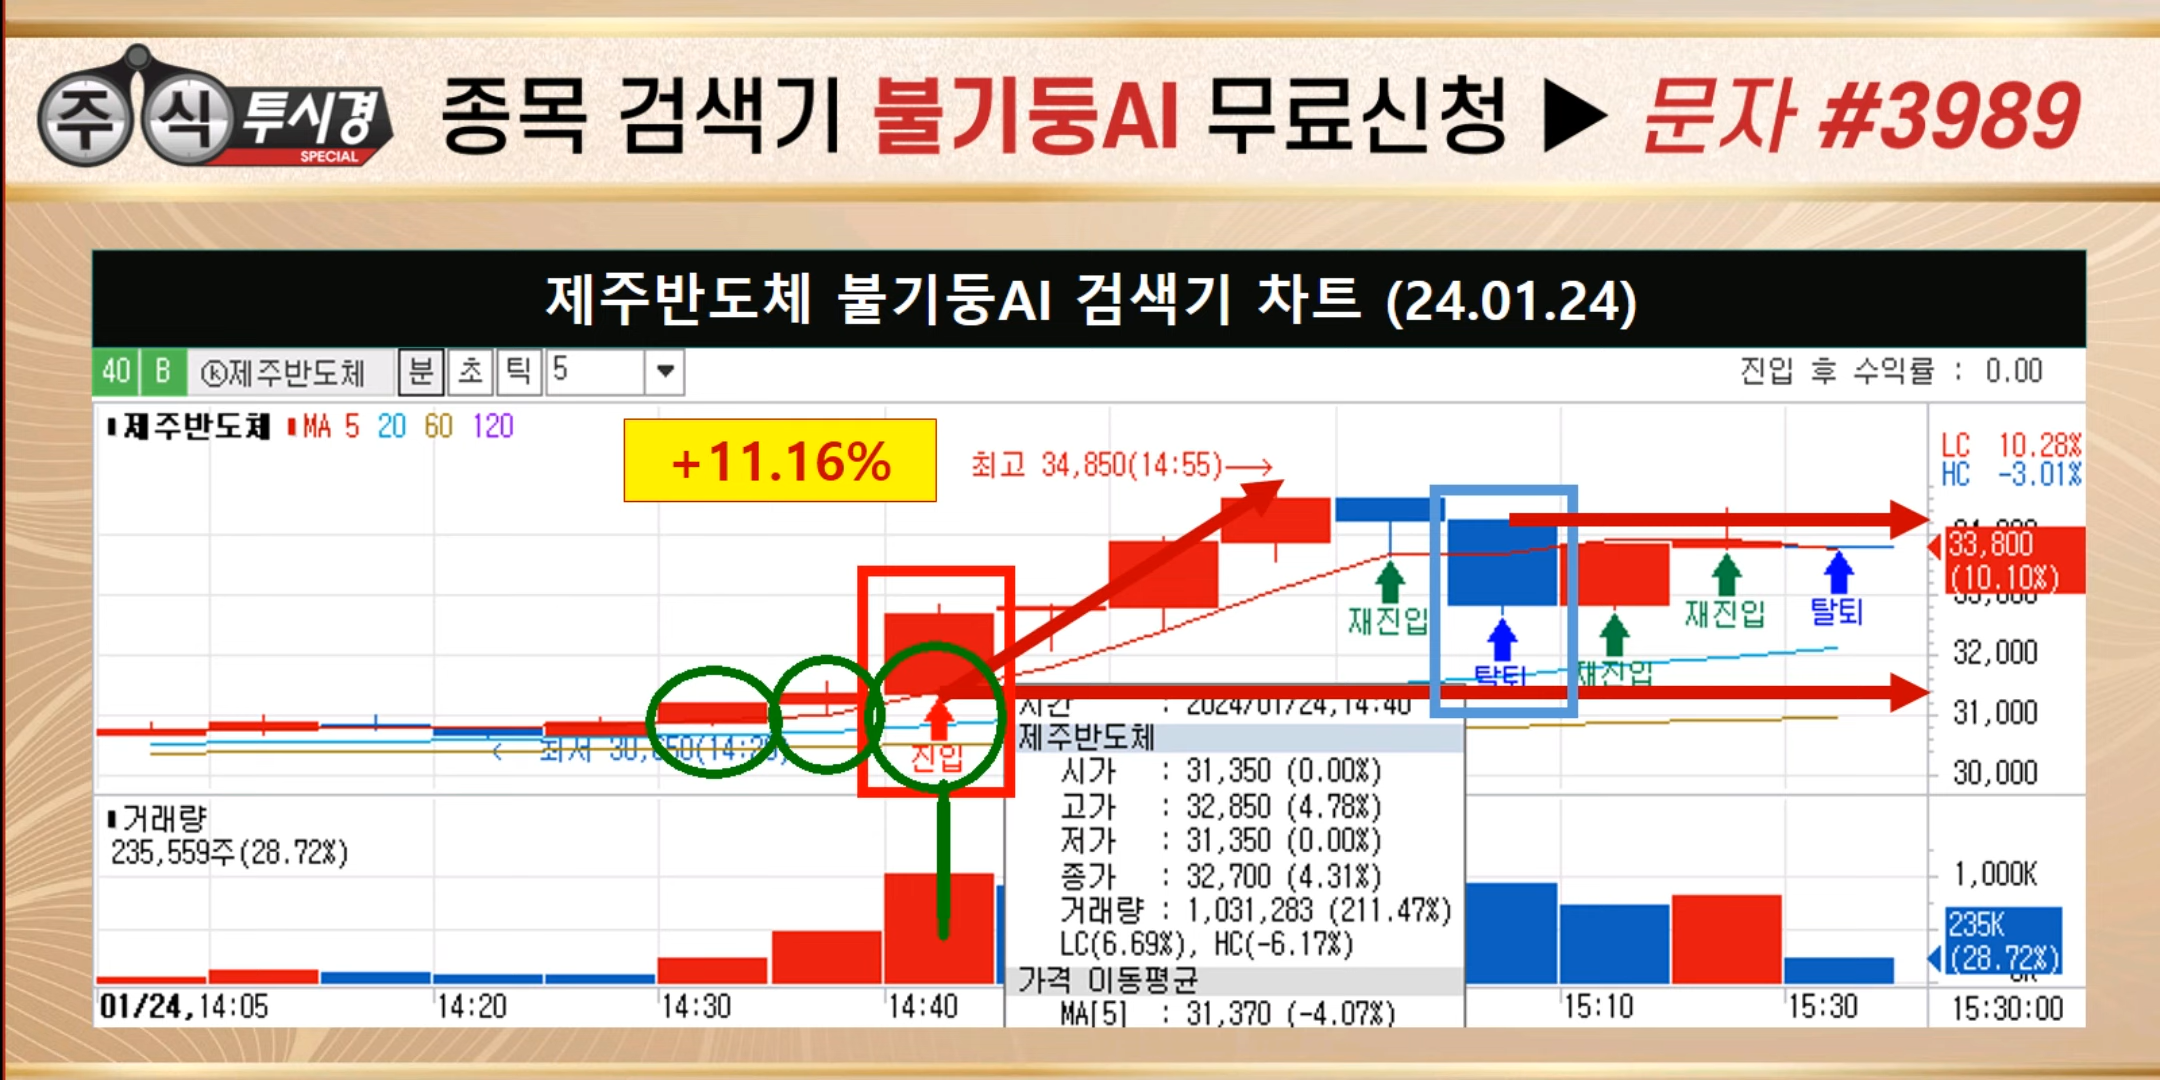 주식투시경
SPECIAL
종목 검색기 불기둥AI 무료신청 ▶ 문자 #3989
제주반도체 불기둥AI 검색기 차트 (24.01.24)
40 B ⓚ제주반도체 분 초 틱 5 ▼
진입 후 수익률 : 0.00
제주반도체 MA 5 20 60 120
+11.16%
최고 34,850(14:55)→
LC 10.28%
HC -3.01%
33,800
(10.10%)
재진입
탈퇴
재진입
재진입
탈퇴
진입
32,000
31,000
30,000
시간 : 2024/01/24,14:40
제주반도체
시가 : 31,350 (0.00%)
고가 : 32,850 (4.78%)
저가 : 31,350 (0.00%)
종가 : 32,700 (4.31%)
거래량 : 1,031,283 (211.47%)
LC(6.69%), HC(-6.17%)
가격 이동평균
MA[5] : 31,370 (-4.07%)
거래량
235,559주(28.72%)
1,000K
235K
(28.72%)
01/24, 14:05 14:20 14:30 14:40 15:10 15:30 15:30:00